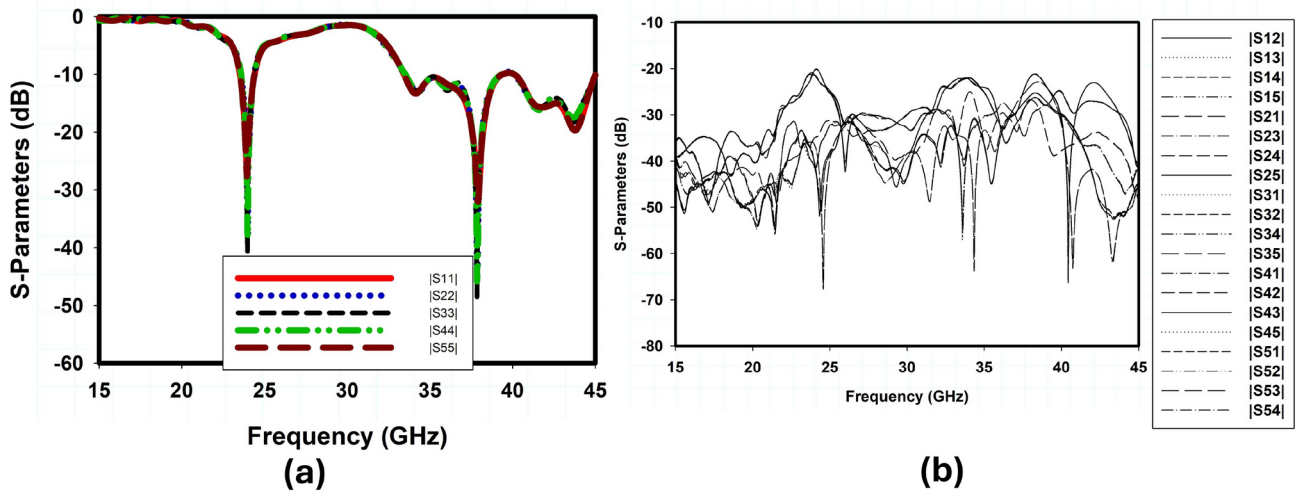 0
-10
-20
-30
-40
-50
-60
S-Parameters (dB)
|S11|
|S22|
|S33|
|S44|
|S55|
15 20 25 30 35 40 45
Frequency (GHz)
(a)
-10
-20
-30
-40
-50
-60
-70
-80
S-Parameters (dB)
15 20 25 30 35 40 45
Frequency (GHz)
(b)
|S12|
|S13|
|S14|
|S15|
|S21|
|S23|
|S24|
|S25|
|S31|
|S32|
|S34|
|S35|
|S41|
|S42|
|S43|
|S45|
|S51|
|S52|
|S53|
|S54|